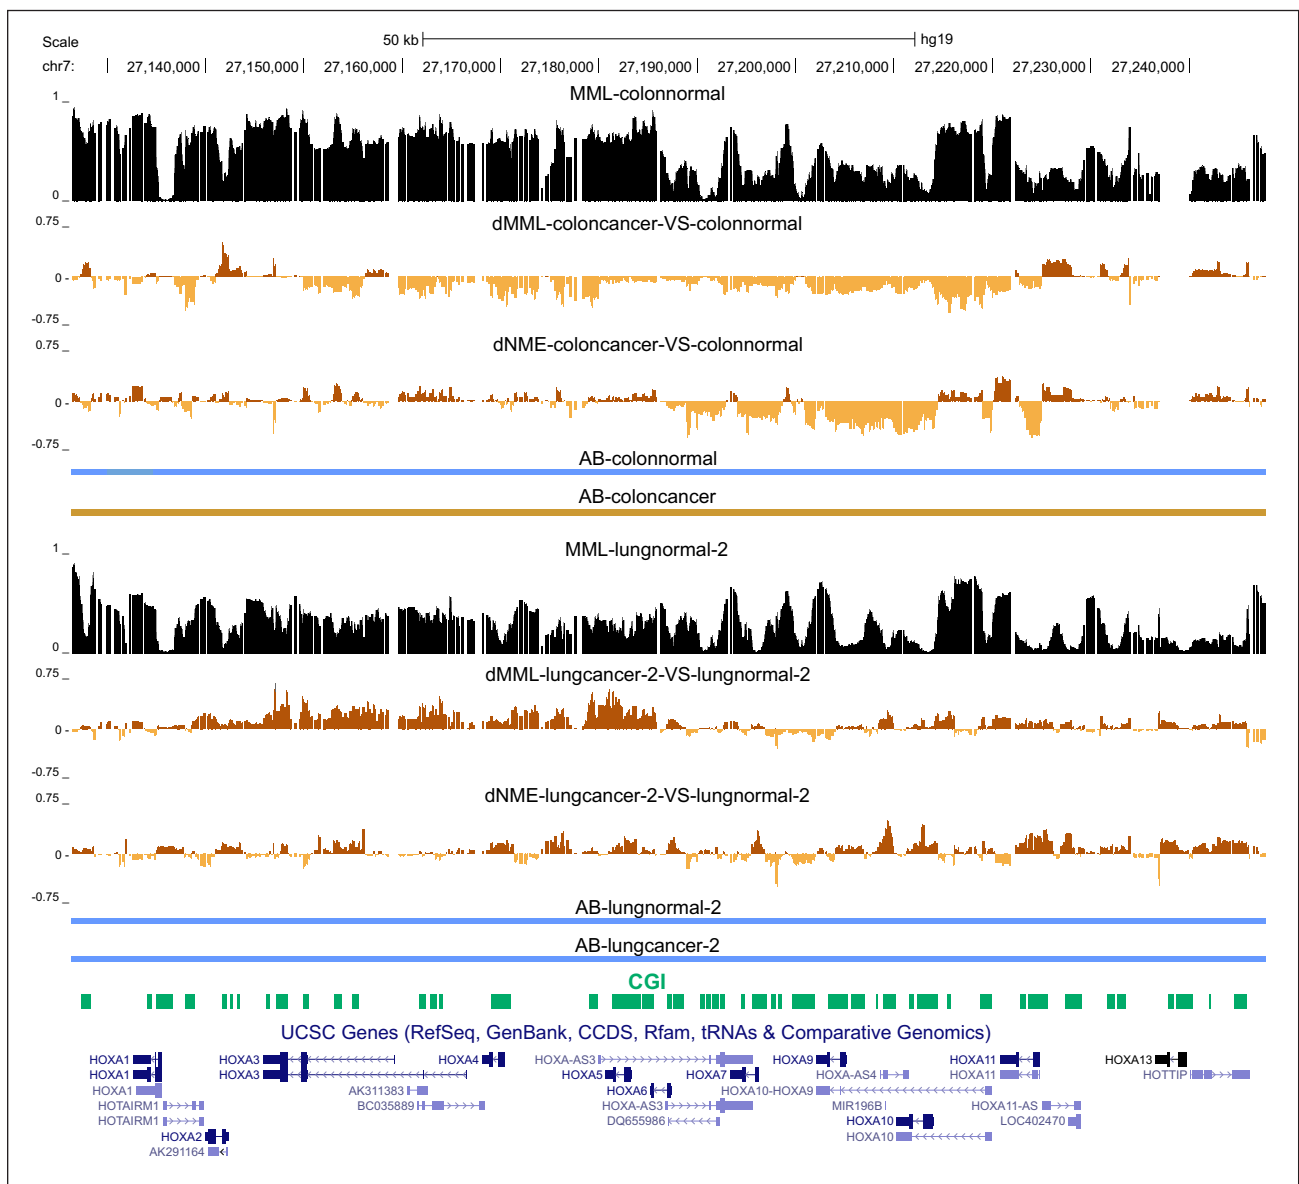 Scale 50 kb hg19
chr7: 27,140,000 27,150,000 27,160,000 27,170,000 27,180,000 27,190,000 27,200,000 27,210,000 27,220,000 27,230,000 27,240,000
MML-colonnormal
1 _
0 _
dMML-coloncancer-VS-colonnormal
0.75 _
0 -
-0.75 _
dNME-coloncancer-VS-colonnormal
0.75 _
0 -
-0.75 _
AB-colonnormal
AB-coloncancer
MML-lungnormal-2
1 _
0 _
dMML-lungcancer-2-VS-lungnormal-2
0.75 _
0 -
-0.75 _
dNME-lungcancer-2-VS-lungnormal-2
0.75 _
0 -
-0.75 _
AB-lungnormal-2
AB-lungcancer-2
CGI
UCSC Genes (RefSeq, GenBank, CCDS, Rfam, tRNAs & Comparative Genomics)
HOXA1 HOXA3 HOXA4 HOXA-AS3 HOXA9 HOXA11 HOXA13
HOXA1 HOXA3 HOXA5 HOXA7 HOXA-AS4 HOXA11 HOTTIP
HOXA1 AK311383 HOXA6 HOXA10-HOXA9
HOTAIRM1 BC035889 HOXA-AS3 MIR196B HOXA11-AS
HOTAIRM1 DQ655986 HOXA10 LOC402470
HOXA2 HOXA10
AK291164